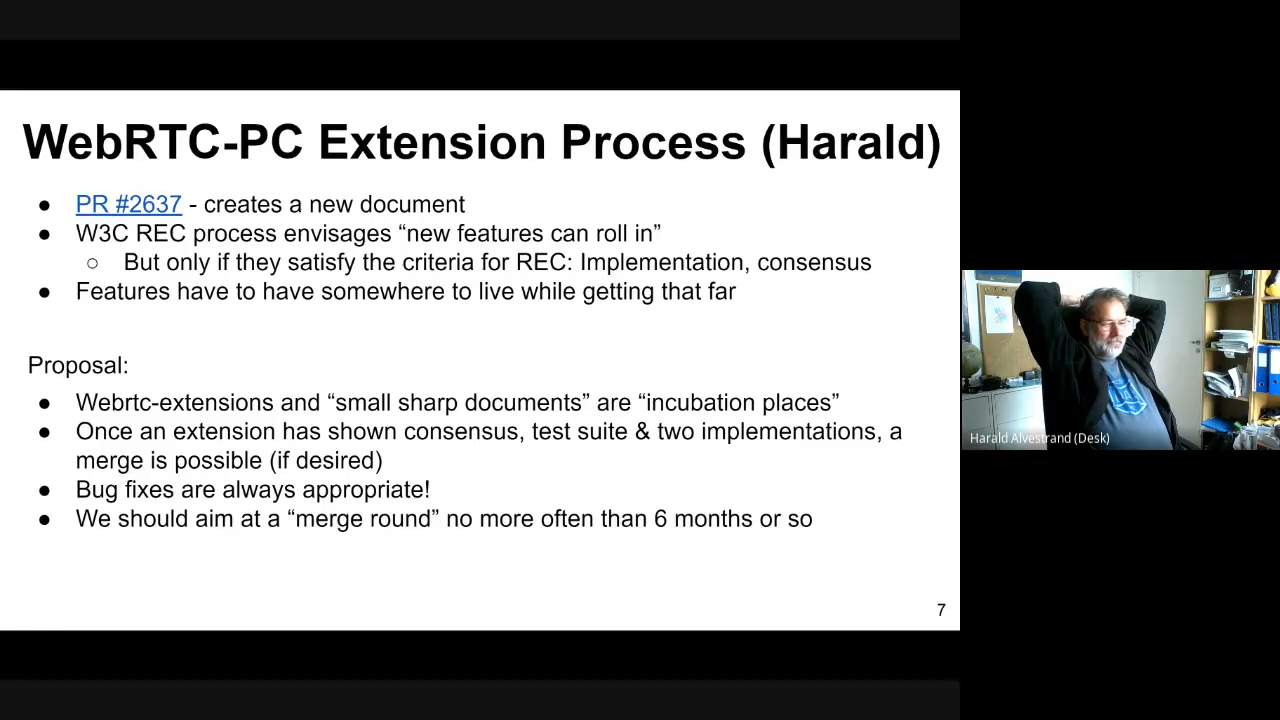 WebRTC-PC Extension Process (Harald)
● PR #2637 - creates a new document
● W3C REC process envisages “new features can roll in”
○ But only if they satisfy the criteria for REC: Implementation, consensus
● Features have to have somewhere to live while getting that far
Proposal:
● Webrtc-extensions and “small sharp documents” are “incubation places”
● Once an extension has shown consensus, test suite & two implementations, a
merge is possible (if desired)
● Bug fixes are always appropriate!
● We should aim at a “merge round” no more often than 6 months or so
7
Harald Alvestrand (Desk)